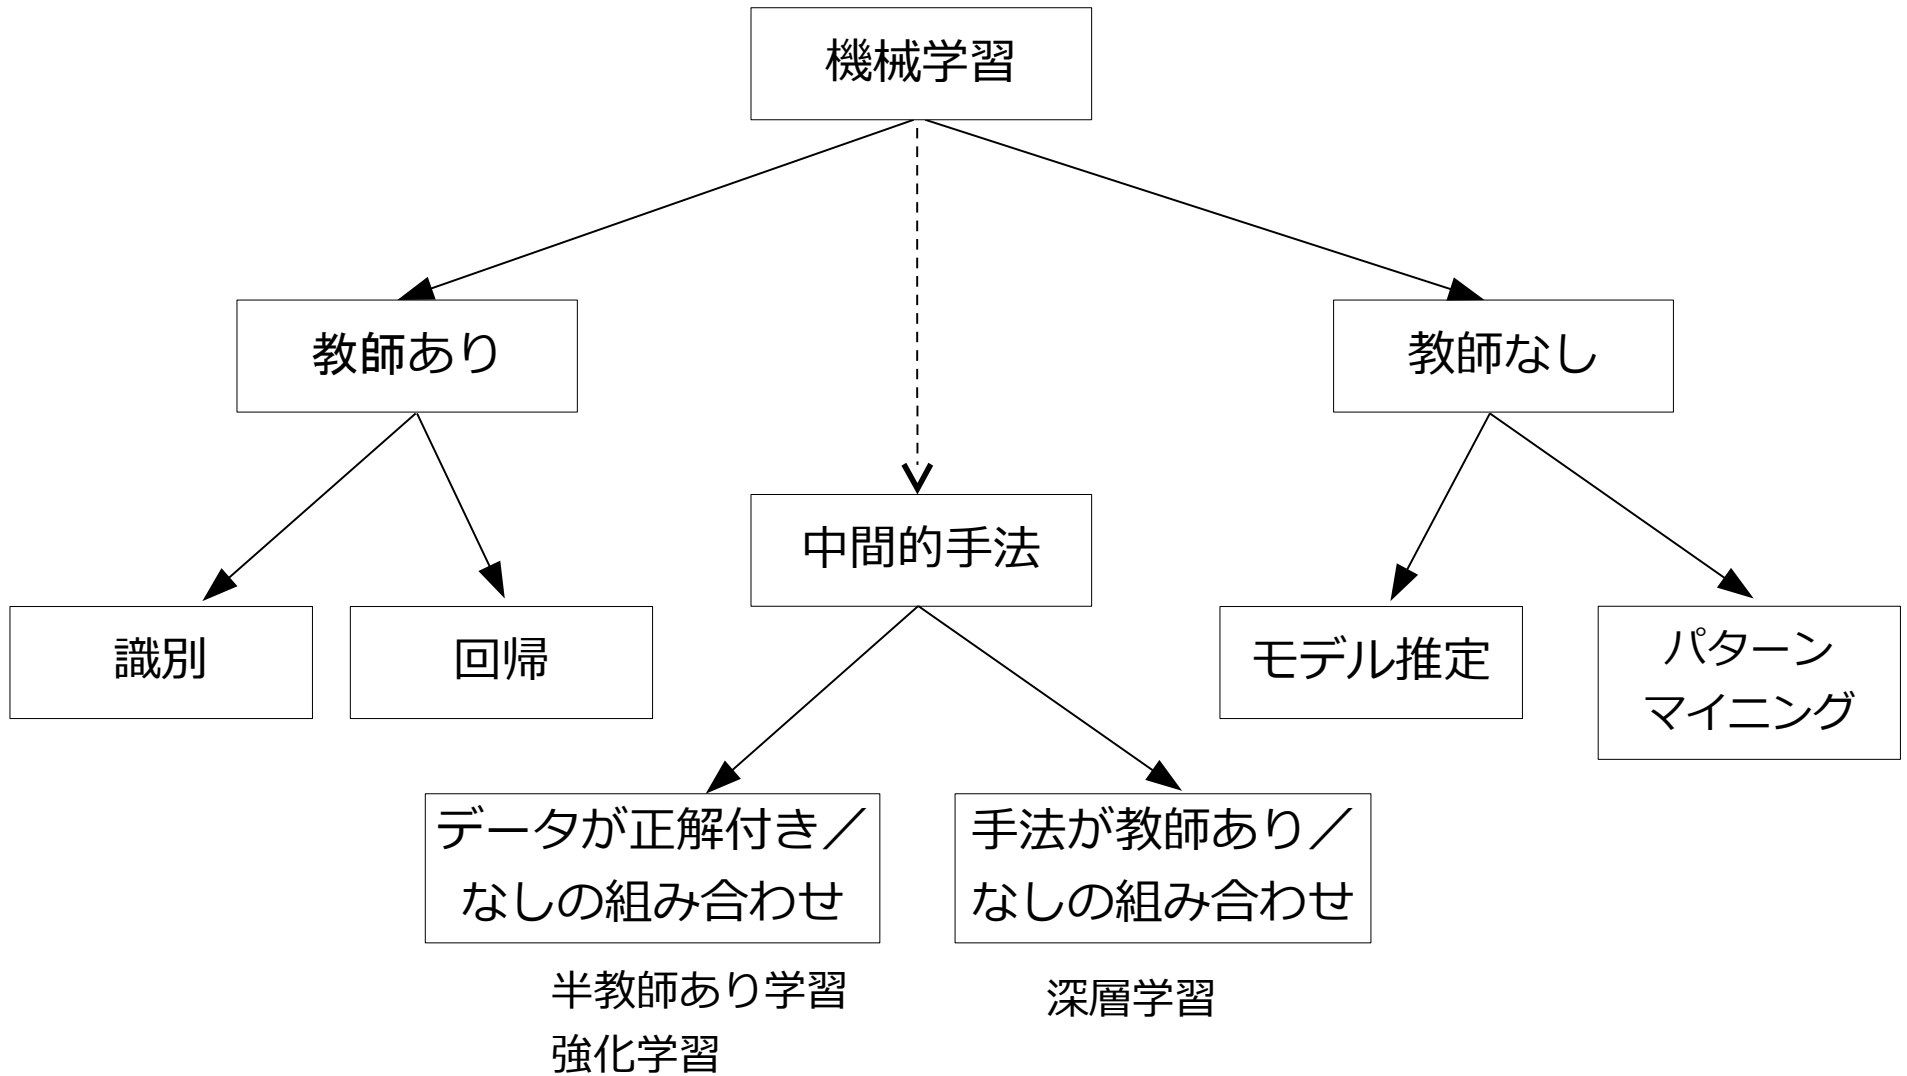 機械学習
教師あり
教師なし
中間的手法
識別
回帰
モデル推定
パターン
マイニング
データが正解付き／
なしの組み合わせ
手法が教師あり／
なしの組み合わせ
半教師あり学習
強化学習
深層学習